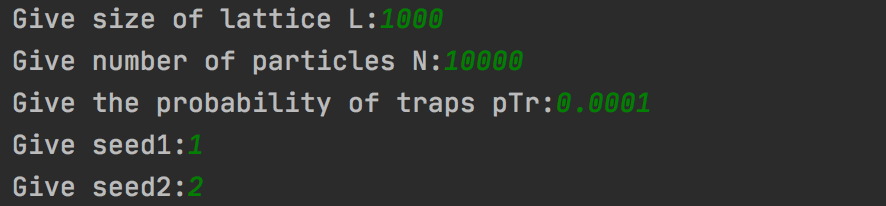 Give size of lattice L:1000
Give number of particles N:10000
Give the probability of traps pTr:0.0001
Give seed1:1
Give seed2:2